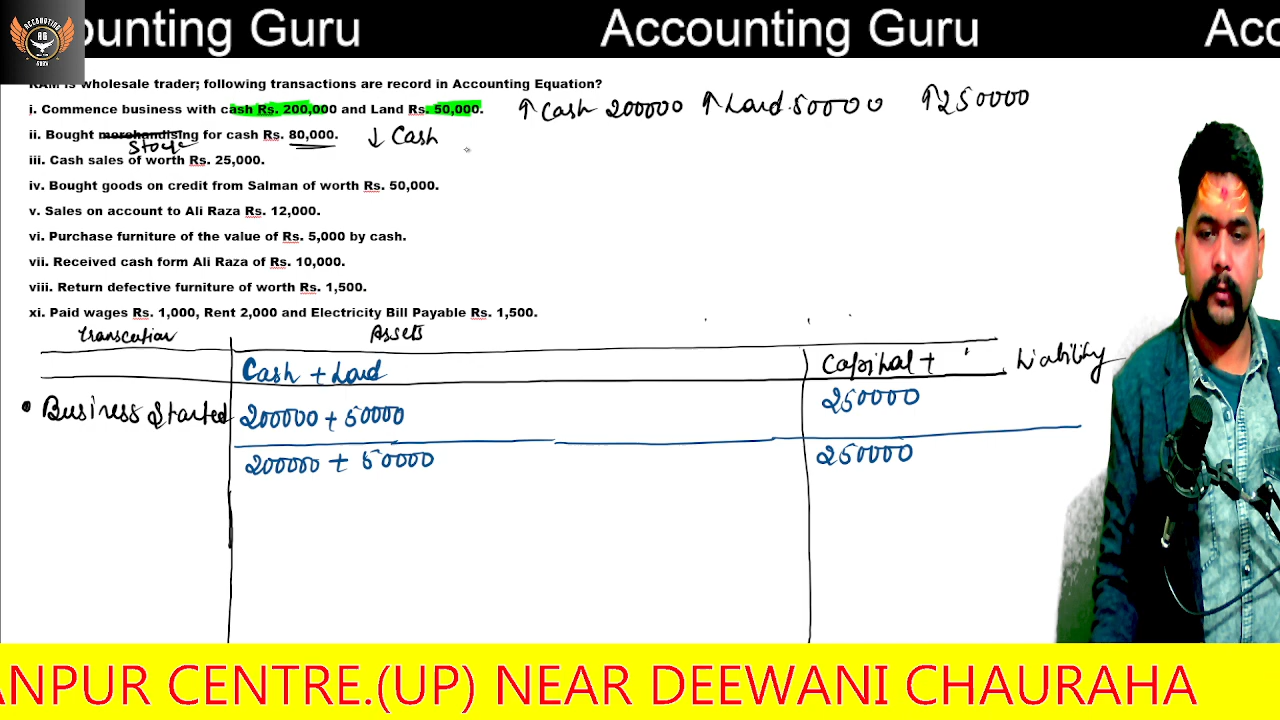 ounting Guru Accounting Guru Acc
ACCOUNTING
AG
GURU
RAM is wholesale trader; following transactions are record in Accounting Equation?
i. Commence business with cash Rs. 200,000 and Land Rs. 50,000. ↑ Cash 200000 ↑ Land 50000 ↑ 250000
ii. Bought merchandising for cash Rs. 80,000. ↓ Cash
Stock
iii. Cash sales of worth Rs. 25,000.
iv. Bought goods on credit from Salman of worth Rs. 50,000.
v. Sales on account to Ali Raza Rs. 12,000.
vi. Purchase furniture of the value of Rs. 5,000 by cash.
vii. Received cash form Ali Raza of Rs. 10,000.
viii. Return defective furniture of worth Rs. 1,500.
xi. Paid wages Rs. 1,000, Rent 2,000 and Electricity Bill Payable Rs. 1,500.
Transcation Assets
Cash + Land Capital + Liability
• Business Started 200000 + 50000 250000
200000 + 50000 250000
ANPUR CENTRE.(UP) NEAR DEEWANI CHAURAHA